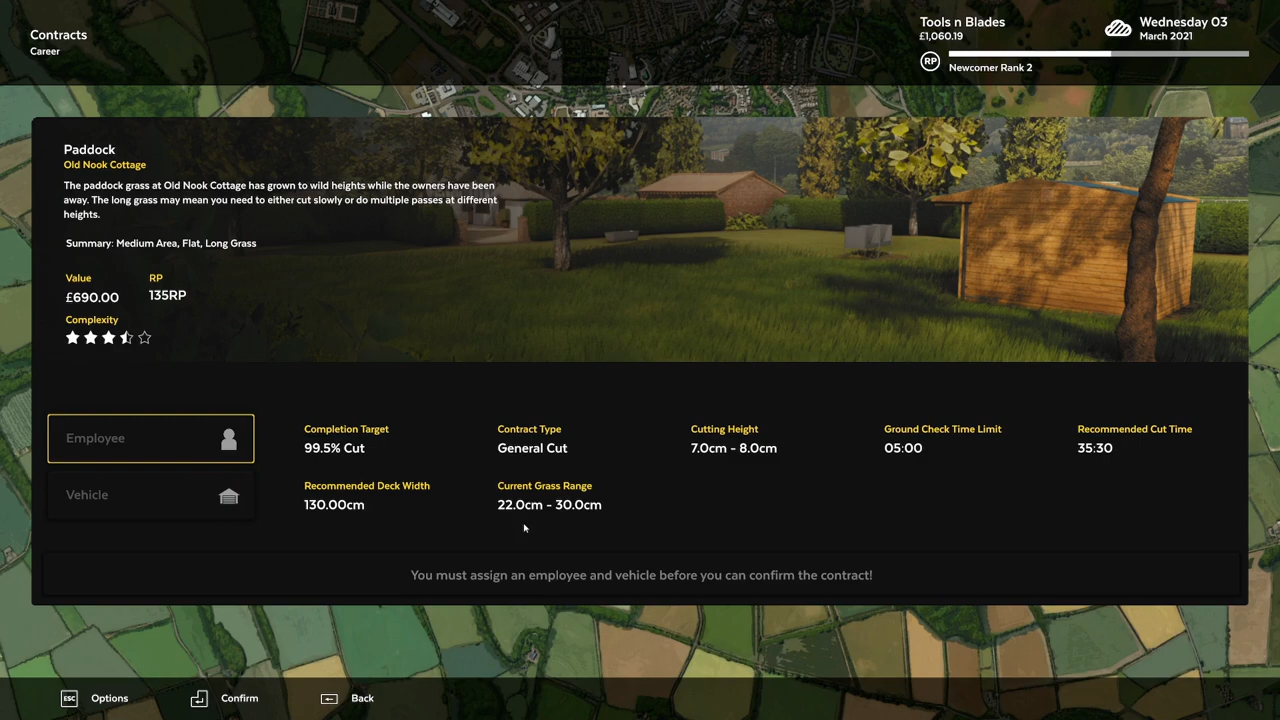 Contracts
Career
Tools n Blades
£1,060.19
Wednesday 03
March 2021
RP
Newcomer Rank 2
Paddock
Old Nook Cottage
The paddock grass at Old Nook Cottage has grown to wild heights while the owners have been
away. The long grass may mean you need to either cut slowly or do multiple passes at different
heights.
Summary: Medium Area, Flat, Long Grass
Value
£690.00
RP
135RP
Complexity
Employee
Vehicle
Completion Target
99.5% Cut
Contract Type
General Cut
Cutting Height
7.0cm - 8.0cm
Ground Check Time Limit
05:00
Recommended Cut Time
35:30
Recommended Deck Width
130.00cm
Current Grass Range
22.0cm - 30.0cm
You must assign an employee and vehicle before you can confirm the contract!
ESC Options
Confirm
Back